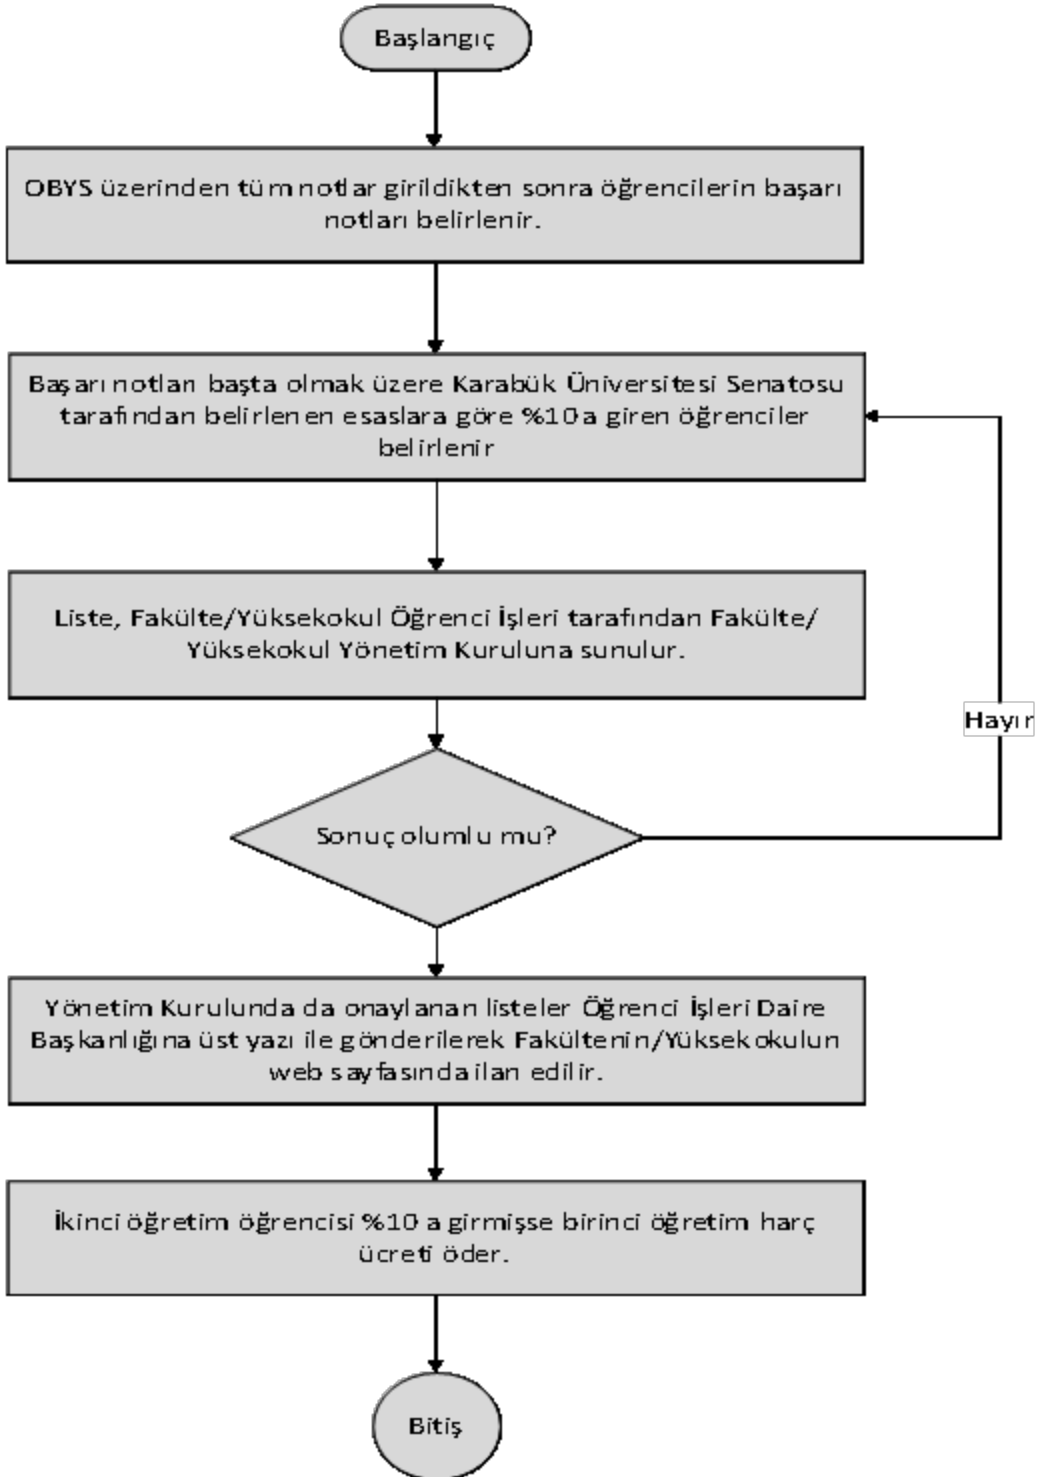 Başlangıç
OBYS üzerinden tüm notlar girildikten sonra öğrencilerin başarı
notları belirlenir.
Başarı notları başta olmak üzere Karabük Üniversitesi Senatosu
tarafından belirlenen esaslara göre %10 a giren öğrenciler
belirlenir
Liste, Fakülte/Yüksekokul Öğrenci İşleri tarafından Fakülte/
Yüksekokul Yönetim Kuruluna sunulur.
Hayır
Sonuç olumlu mu?
Yönetim Kurulunda da onaylanan listeler Öğrenci İşleri Daire
Başkanlığına üst yazı ile gönderilerek Fakültenin/Yüksekokulun
web sayfasında ilan edilir.
İkinci öğretim öğrencisi %10 a girmişse birinci öğretim harç
ücreti öder.
Bitiş